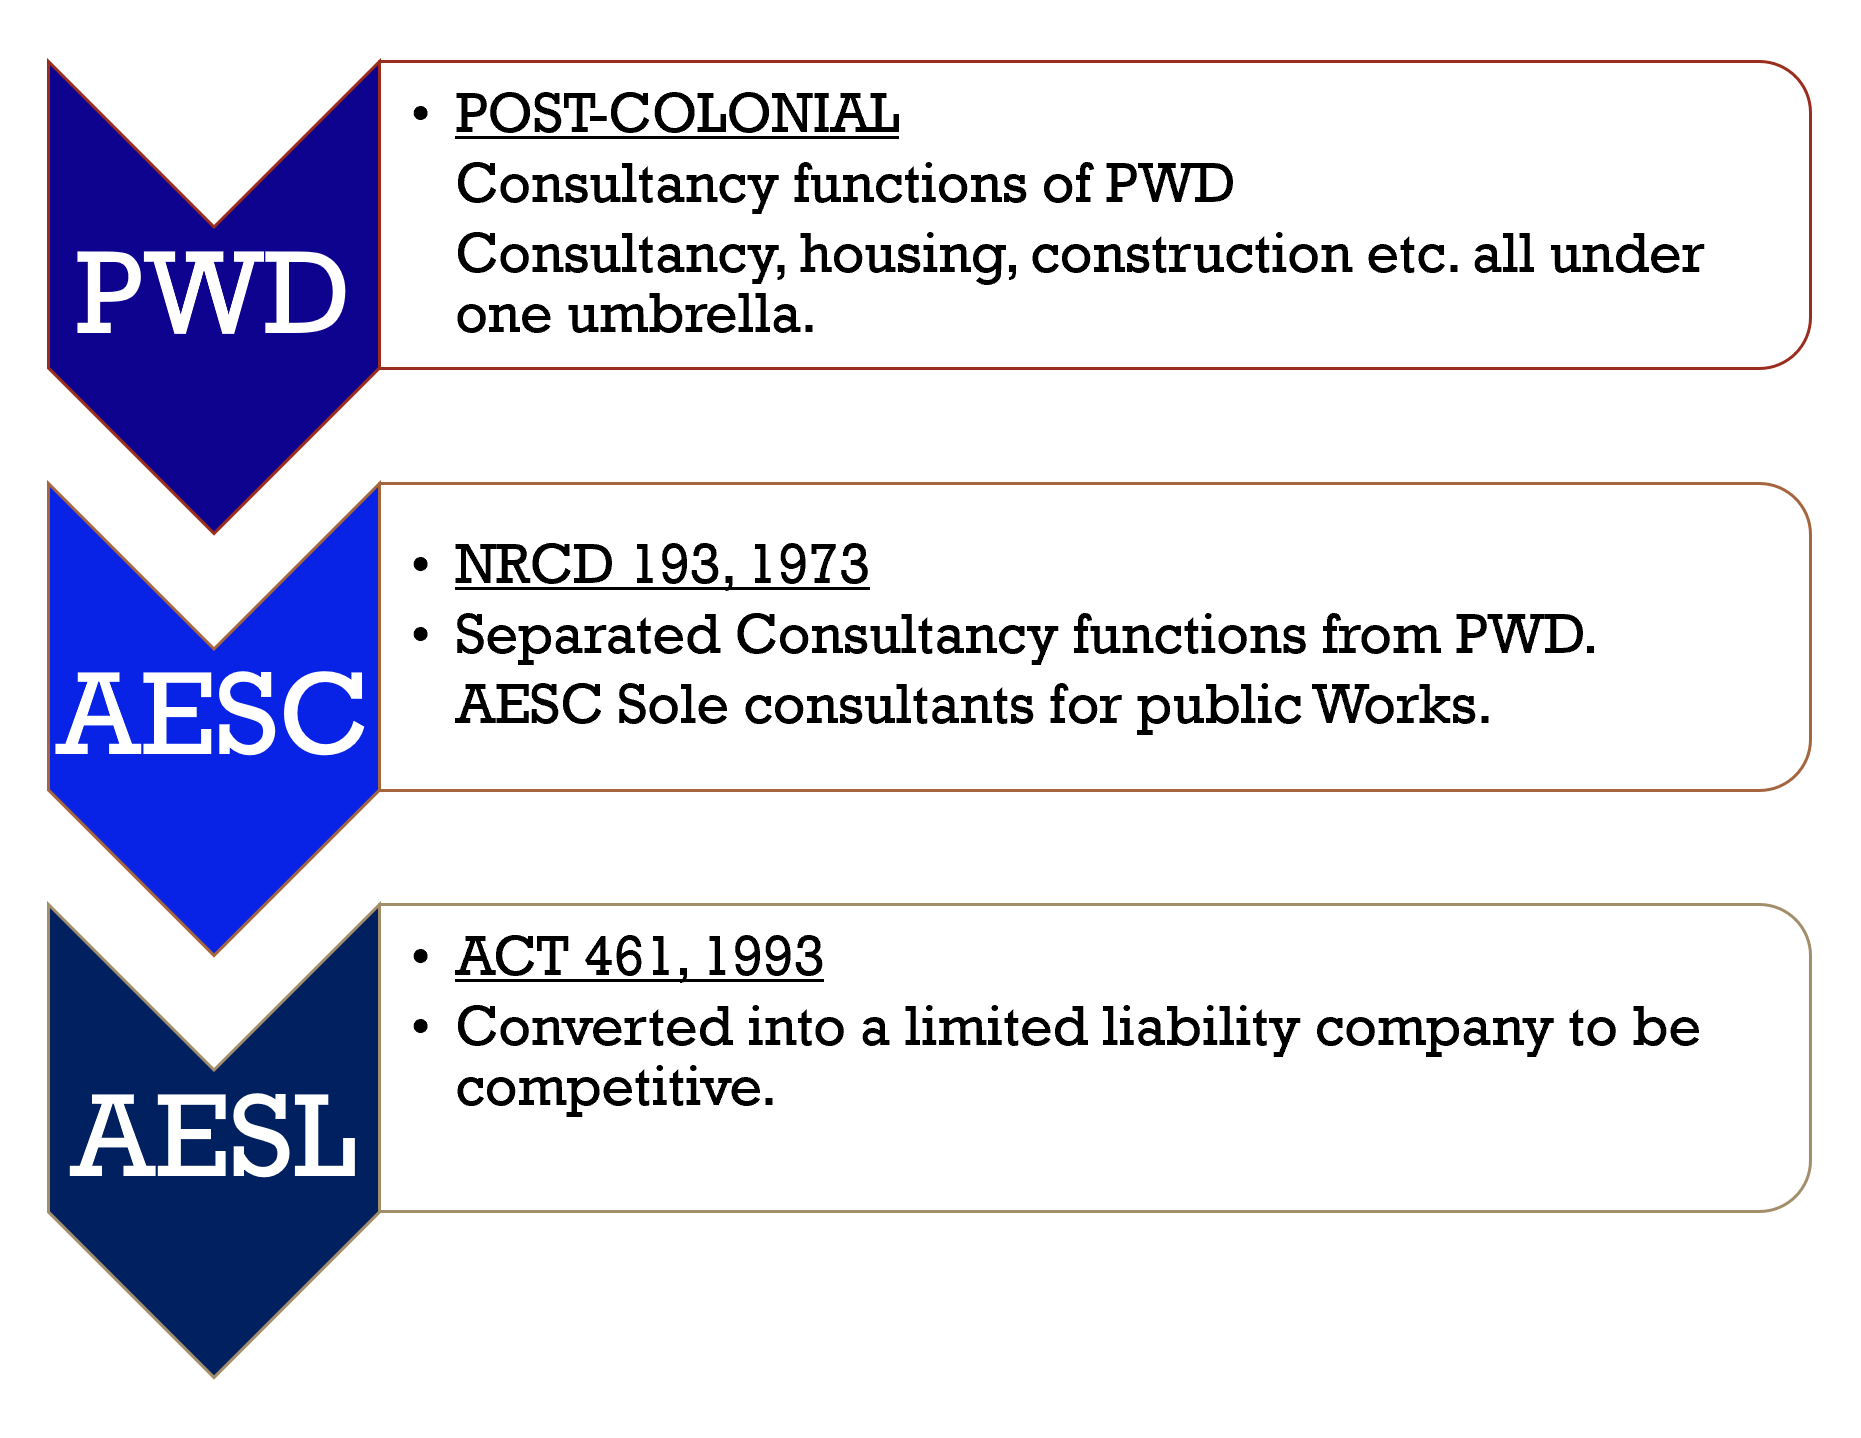 PWD
• POST-COLONIAL
Consultancy functions of PWD
Consultancy, housing, construction etc. all under
one umbrella.
AESC
• NRCD 193, 1973
• Separated Consultancy functions from PWD.
AESC Sole consultants for public Works.
AESL
• ACT 461, 1993
• Converted into a limited liability company to be
competitive.